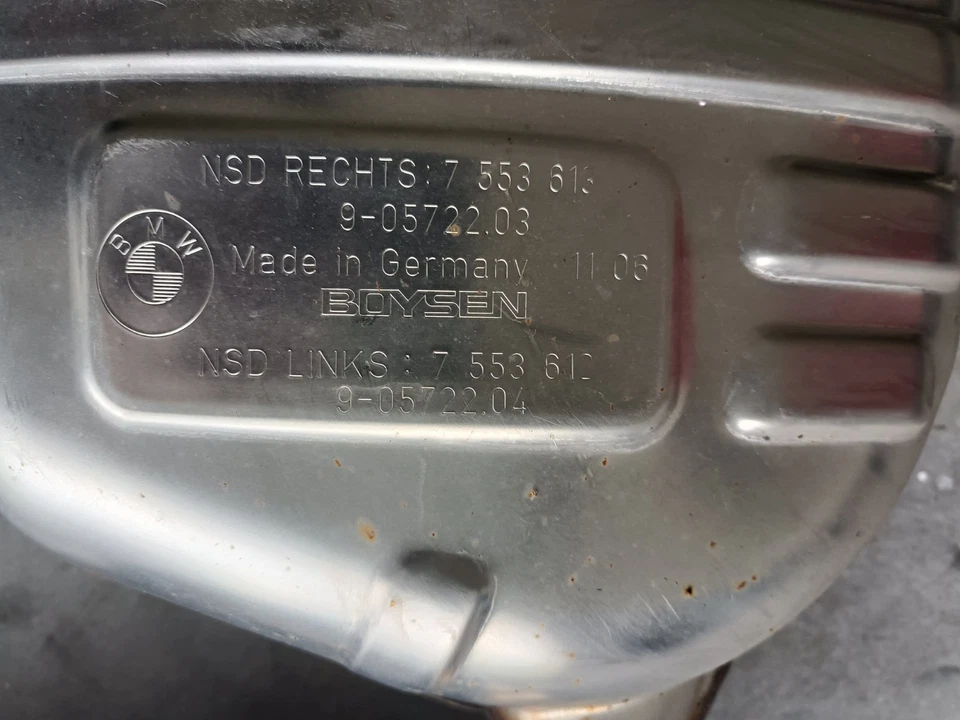 NSD RECHTS: 7 553 613
9-05722.03
BMW
Made in Germany 11 06
BOYSEN
NSD LINKS : 7 553 612
9-05722.04